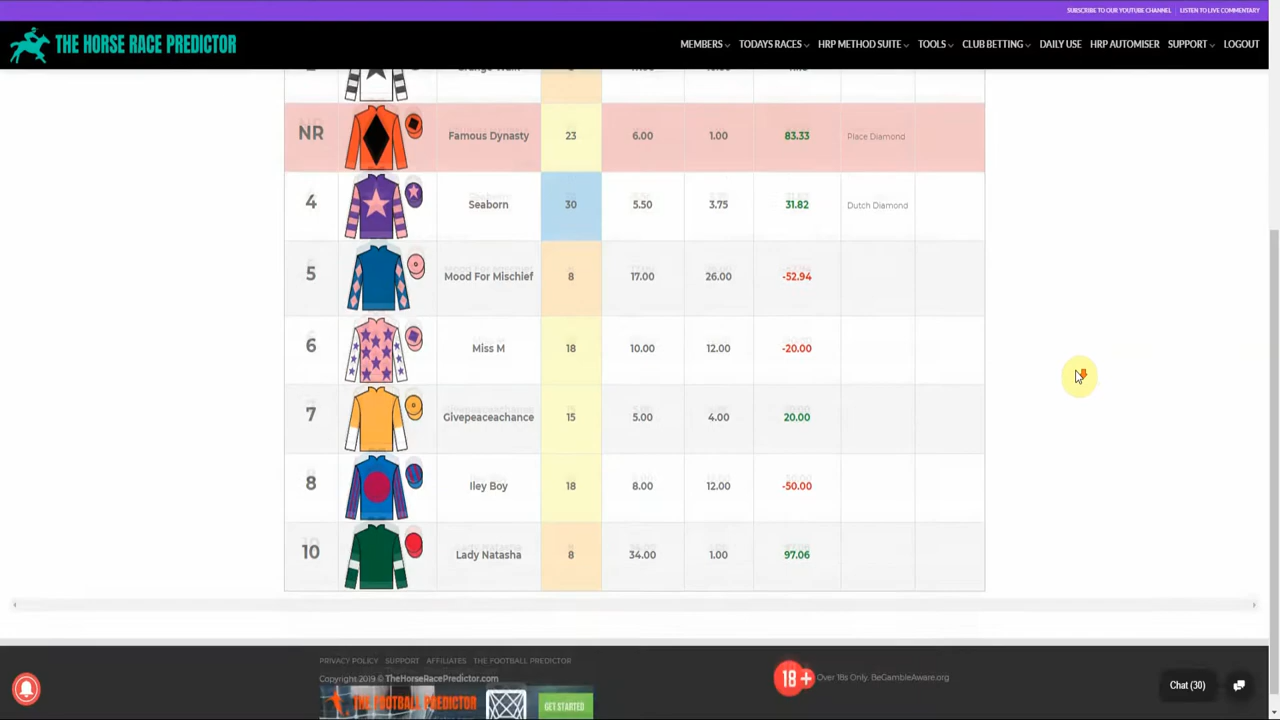 SUBSCRIBE TO OUR YOUTUBE CHANNEL LISTEN TO LIVE COMMENTARY
THE HORSE RACE PREDICTOR MEMBERS TODAYS RACES HRP METHOD SUITE TOOLS CLUB BETTING DAILY USE HRP AUTOMISER SUPPORT LOGOUT
NR Famous Dynasty 23 6.00 1.00 83.33 Place Diamond
4 Seaborn 30 5.50 3.75 31.82 Dutch Diamond
5 Mood For Mischief 8 17.00 26.00 -52.94
6 Miss M 18 10.00 12.00 -20.00
7 Givepeaceachance 15 5.00 4.00 20.00
8 Iley Boy 18 8.00 12.00 -50.00
10 Lady Natasha 8 34.00 1.00 97.06
PRIVACY POLICY SUPPORT AFFILIATES THE FOOTBALL PREDICTOR
Copyright 2019 © TheHorseRacePredictor.com
18+ Over 18s Only. BeGambleAware.org
Chat (30)
THE FOOTBALL PREDICTOR GET STARTED